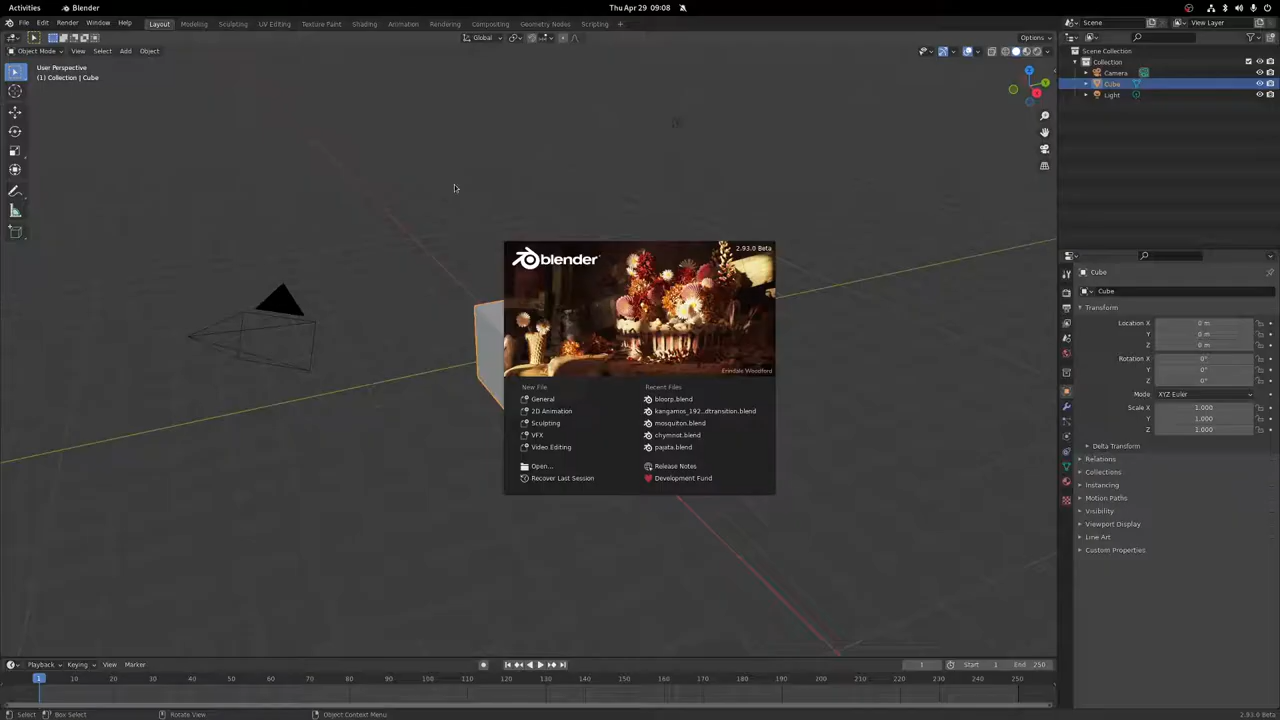 Activities Blender Thu Apr 29 09:08
File Edit Render Window Help Layout Modeling Sculpting UV Editing Texture Paint Shading Animation Rendering Compositing Geometry Nodes Scripting + Scene View Layer
Global
Object Mode View Select Add Object Options
User Perspective
(1) Collection | Cube
Scene Collection
Collection
Camera
Cube
Light
Z
Y
X
blender 2.93.0 Beta
Erindale Woodford
New File Recent Files
General bloorp.blend
2D Animation kangamos_192...dtransition.blend
Sculpting mosquiton.blend
VFX chymnot.blend
Video Editing pajata.blend
Open... Release Notes
Recover Last Session Development Fund
Cube
Cube
Transform
Location X 0 m
Y 0 m
Z 0 m
Rotation X 0°
Y 0°
Z 0°
Mode XYZ Euler
Scale X 1.000
Y 1.000
Z 1.000
Delta Transform
Relations
Collections
Instancing
Motion Paths
Visibility
Viewport Display
Line Art
Custom Properties
Playback Keying View Marker 1 Start 1 End 250
1 10 20 30 40 50 60 70 80 90 100 110 120 130 140 150 160 170 180 190 200 210 220 230 240 250
Select Box Select Rotate View Object Context Menu 2.93.0 Beta